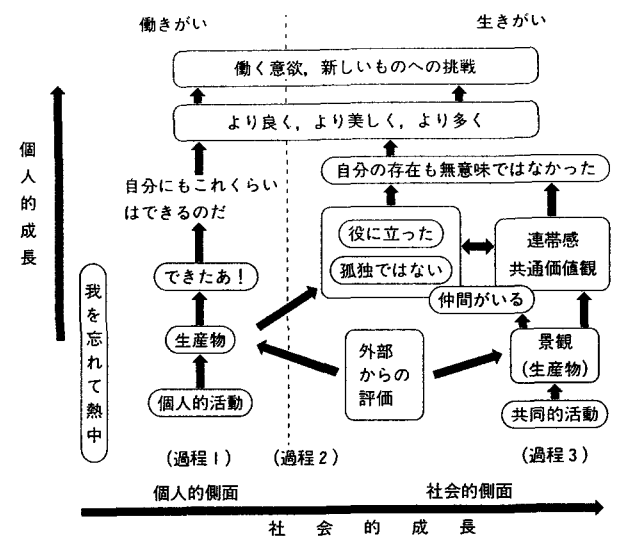 働きがい
生きがい
働く意欲，新しいものへの挑戦
より良く，より美しく，より多く
自分の存在も無意味ではなかった
自分にもこれくらい
はできるのだ
役に立った
孤独ではない
連帯感
共通価値観
仲間がいる
できたあ！
生産物
個人的活動
外部
からの
評価
景観
(生産物)
共同的活動
個人的成長
我を忘れて熱中
(過程1)
(過程2)
(過程3)
個人的側面
社会的側面
社会的成長